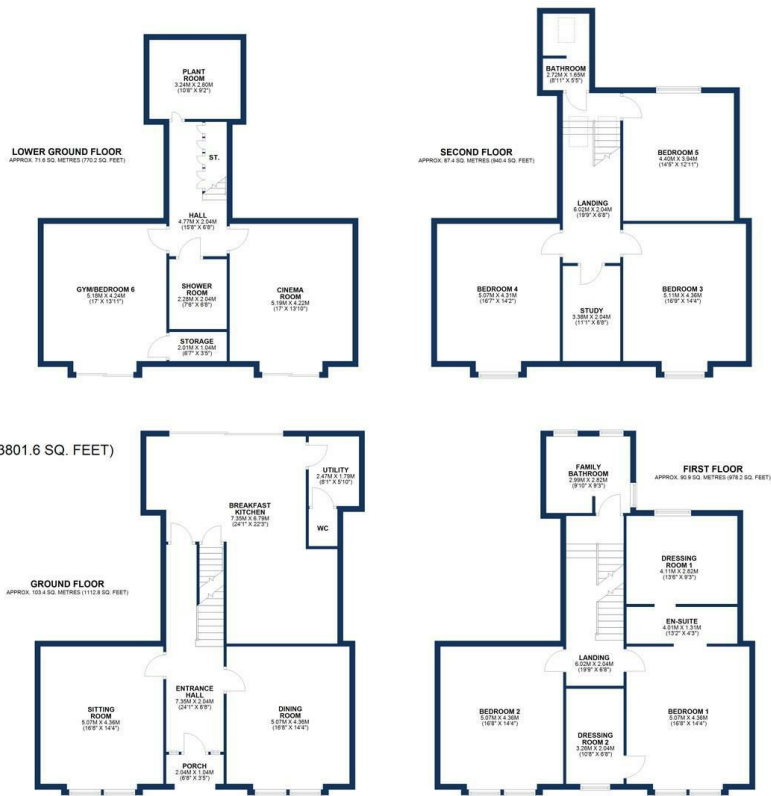 LOWER GROUND FLOOR
APPROX. 71.6 SQ. METRES (770.2 SQ. FEET)
PLANT
ROOM
3.24M X 2.80M
(10'8" X 9'2")
ST.
HALL
4.77M X 2.04M
(15'8" X 6'8")
GYM/BEDROOM 6
5.18M X 4.24M
(17' X 13'11")
SHOWER
ROOM
2.28M X 2.04M
(7'6" X 6'8")
CINEMA
ROOM
5.19M X 4.22M
(17' X 13'10")
STORAGE
2.01M X 1.04M
(6'7" X 3'5")
SECOND FLOOR
APPROX. 87.4 SQ. METRES (940.4 SQ. FEET)
BATHROOM
2.72M X 1.65M
(8'11" X 5'5")
BEDROOM 5
4.40M X 3.94M
(14'5" X 12'11")
LANDING
6.02M X 2.04M
(19'9" X 6'8")
BEDROOM 4
5.07M X 4.31M
(16'7" X 14'2")
BEDROOM 3
5.11M X 4.36M
(16'9" X 14'4")
STUDY
3.38M X 2.04M
(11'1" X 6'8")
3801.6 SQ. FEET)
GROUND FLOOR
APPROX. 103.4 SQ. METRES (1112.8 SQ. FEET)
UTILITY
2.47M X 1.79M
(8'1" X 5'10")
BREAKFAST
KITCHEN
7.35M X 6.79M
(24'1" X 22'3")
WC
SITTING
ROOM
5.07M X 4.36M
(16'8" X 14'4")
ENTRANCE
HALL
7.35M X 2.04M
(24'1" X 6'8")
DINING
ROOM
5.07M X 4.36M
(16'8" X 14'4")
PORCH
2.04M X 1.04M
(6'8" X 3'5")
FIRST FLOOR
APPROX. 90.9 SQ. METRES (978.2 SQ. FEET)
FAMILY
BATHROOM
2.99M X 2.82M
(9'10" X 9'3")
DRESSING
ROOM 1
4.11M X 2.82M
(13'6" X 9'3")
EN-SUITE
4.01M X 1.31M
(13'2" X 4'3")
LANDING
6.02M X 2.04M
(19'9" X 6'8")
BEDROOM 2
5.07M X 4.36M
(16'8" X 14'4")
BEDROOM 1
5.07M X 4.36M
(16'8" X 14'4")
DRESSING
ROOM 2
3.26M X 2.04M
(10'8" X 6'8")